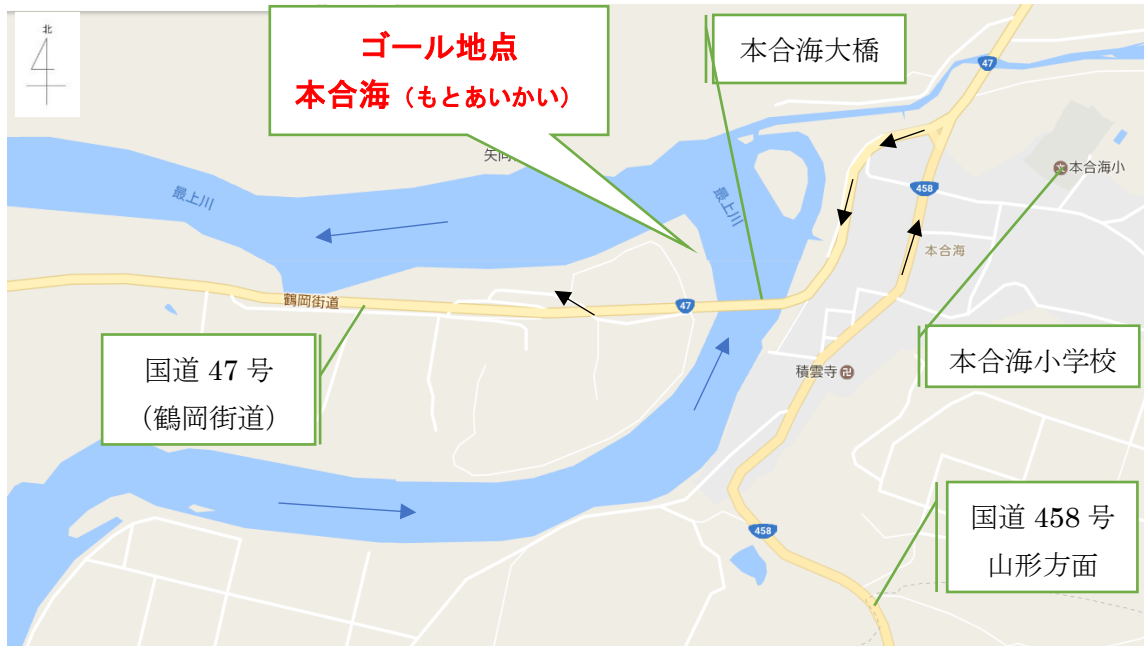 北
ゴール地点
本合海（もとあいかい）
本合海大橋
47
矢向
本合海小
最上川
最上川
458
本合海
鶴岡街道
47
国道 47 号
（鶴岡街道）
積雲寺
本合海小学校
458
国道 458 号
山形方面